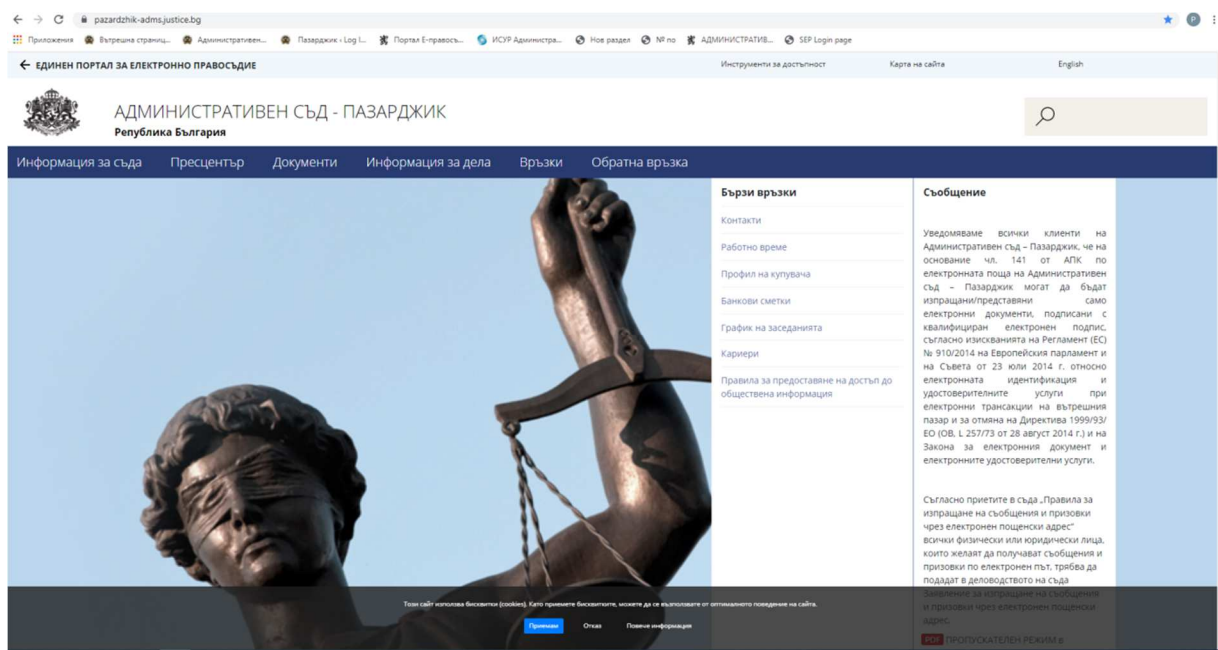 pazardzhik-adms.justice.bg
P
Приложения Вътрешна страниц... Административен... Пазарджик ‹ Log I... Портал Е-правосъ... ИСУР Администра... Нов раздел № по АДМИНИСТРАТИВ... SEP Login page
ЕДИНЕН ПОРТАЛ ЗА ЕЛЕКТРОННО ПРАВОСЪДИЕ
Инструменти за достъпност Карта на сайта English
АДМИНИСТРАТИВЕН СЪД - ПАЗАРДЖИК
Република България
Информация за съда Пресцентър Документи Информация за дела Връзки Обратна връзка
Бързи връзки
Контакти
Работно време
Профил на купувача
Банкови сметки
График на заседанията
Кариери
Правила за предоставяне на достъп до
обществена информация
Съобщение
Уведомяваме всички клиенти на
Административен съд – Пазарджик, че на
основание чл. 141 от АПК по
електронната поща на Административен
съд – Пазарджик могат да бъдат
изпращани/представяни само
електронни документи, подписани с
квалифициран електронен подпис,
съгласно изискванията на Регламент (ЕС)
№ 910/2014 на Европейския парламент и
на Съвета от 23 юли 2014 г. относно
електронната идентификация и
удостоверителните услуги при
електронни трансакции на вътрешния
пазар и за отмяна на Директива 1999/93/
ЕО (ОВ, L 257/73 от 28 август 2014 г.) и на
Закона за електронния документ и
електронните удостоверителни услуги.
Съгласно приетите в съда „Правила за
изпращане на съобщения и призовки
чрез електронен пощенски адрес“
всички физически или юридически лица,
които желаят да получават съобщения и
призовки по електронен път, трябва да
подадат в деловодството на съда
Заявление за изпращане на съобщения
и призовки чрез електронен пощенски
адрес.
PDF ПРОПУСКАТЕЛЕН РЕЖИМ в
Този сайт използва бисквитки (cookies). Като приемете бисквитките, можете да се възползвате от оптималното поведение на сайта.
Приемам Отказ Повече информация